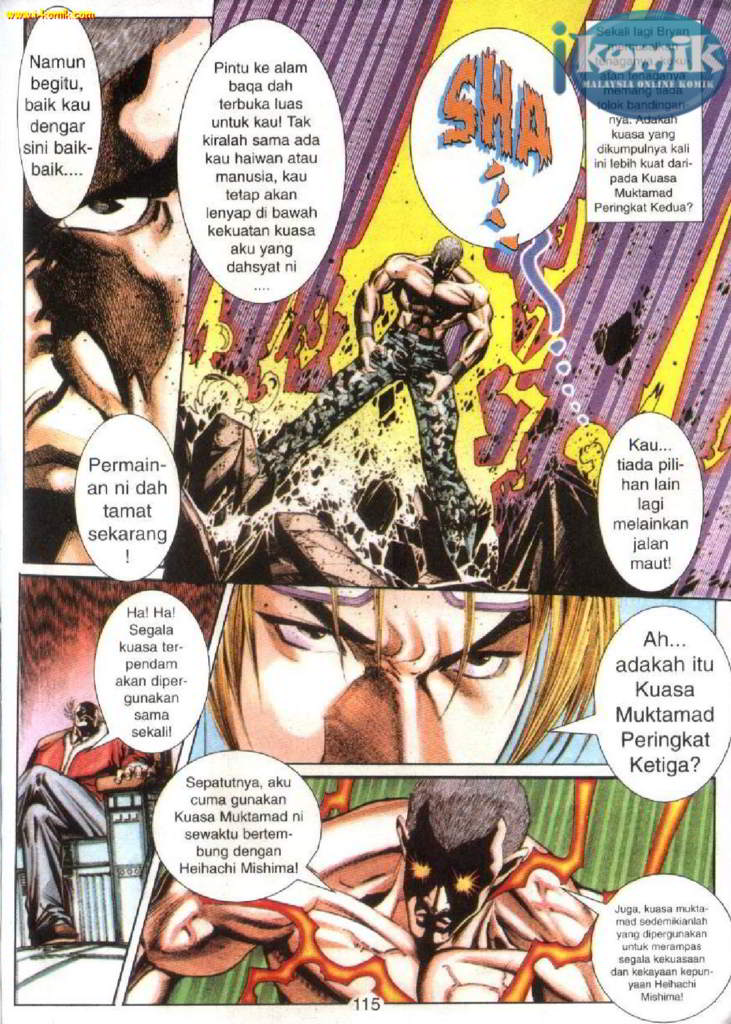 www.i-komik.com
Namun
begitu,
baik kau
dengar
sini baik-
baik....
Pintu ke alam
baqa dah
terbuka luas
untuk kau! Tak
kiralah sama ada
kau haiwan atau
manusia, kau
tetap akan
lenyap di bawah
kekuatan kuasa
aku yang
dahsyat ni
....
SHA
ikomik
MALAYSIA ONLINE KOMIK
Sekali lagi Bryan
tenaganya,
tenaganya
memang tiada
tolok bandingan-
nya. Adakah
kuasa yang
dikumpulnya kali
ini lebih kuat dari-
pada Kuasa
Muktamad
Peringkat Kedua?
Permain-
an ni dah
tamat
sekarang
!
Kau...
tiada pili-
han lain
lagi
melainkan
jalan
maut!
Ha! Ha!
Segala
kuasa ter-
pendam
akan diper-
gunakan
sama
sekali!
Ah...
adakah itu
Kuasa
Muktamad
Peringkat
Ketiga?
Sepatutnya, aku
cuma gunakan
Kuasa Muktamad ni
sewaktu bertem-
bung dengan
Heihachi Mishima!
Juga, kuasa mukta-
mad sedemikianlah
yang dipergunakan
untuk merampas
segala kekuasaan
dan kekayaan kepun-
yaan Heihachi
Mishima!
115